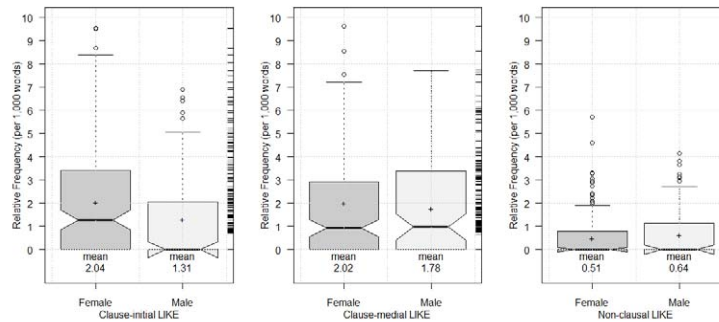 Relative Frequency (per 1,000 words)
10
9
8
7
6
5
4
3
2
1
0
mean
2.04
mean
1.31
Female
Male
Clause-initial LIKE
Relative Frequency (per 1,000 words)
10
9
8
7
6
5
4
3
2
1
0
mean
2.02
mean
1.78
Female
Male
Clause-medial LIKE
Relative Frequency (per 1,000 words)
10
9
8
7
6
5
4
3
2
1
0
mean
0.51
mean
0.64
Female
Male
Non-clausal LIKE